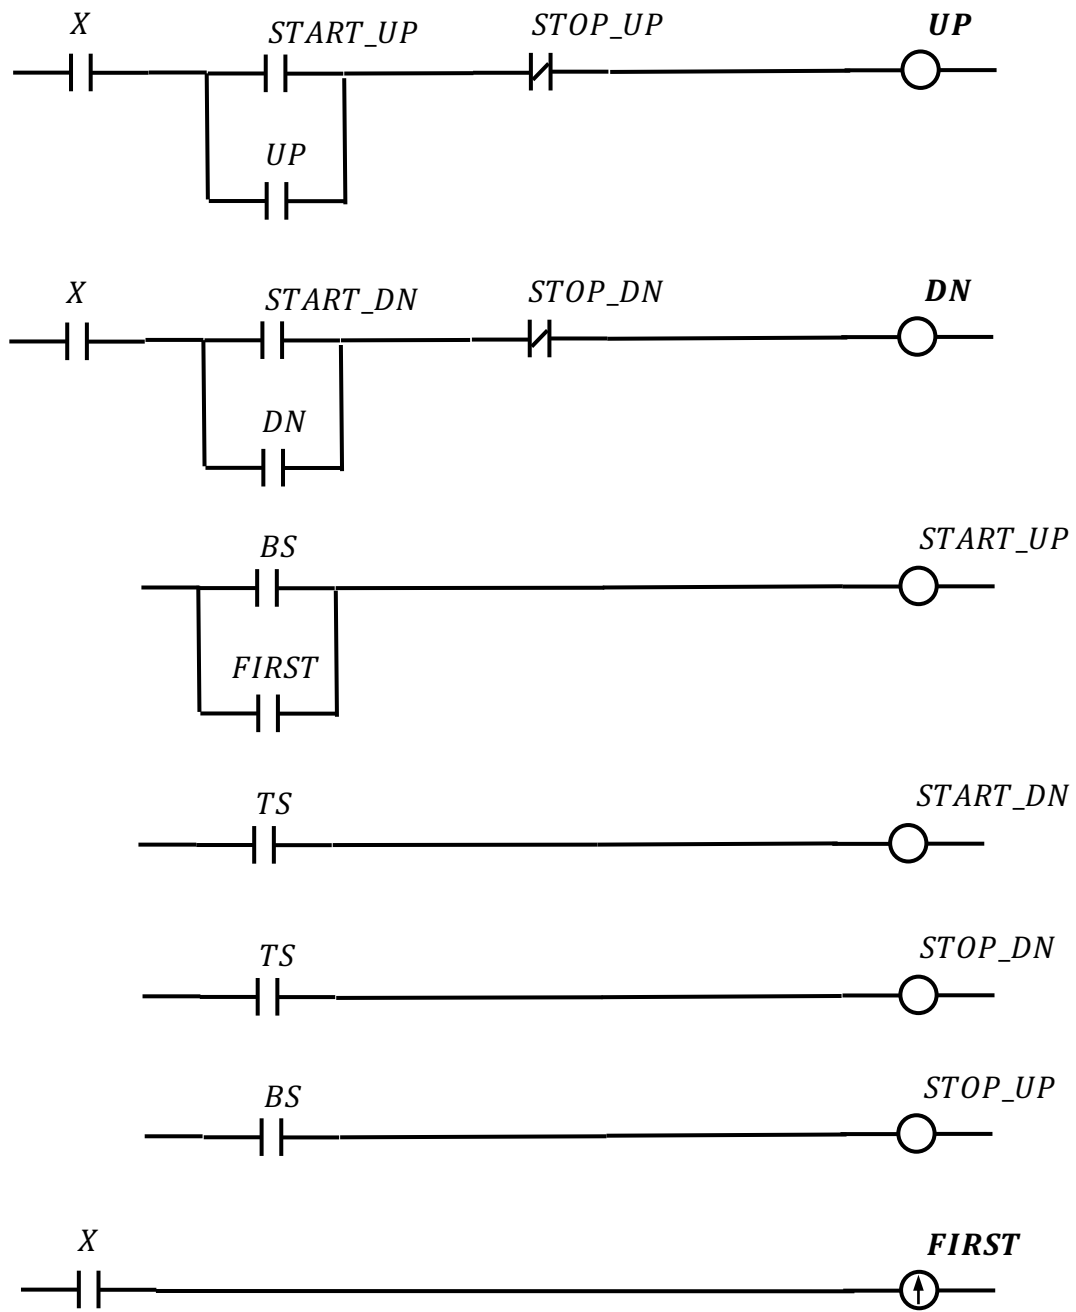 X START_UP STOP_UP UP
UP
X START_DN STOP_DN DN
DN
BS START_UP
FIRST
TS START_DN
TS STOP_DN
BS STOP_UP
X FIRST